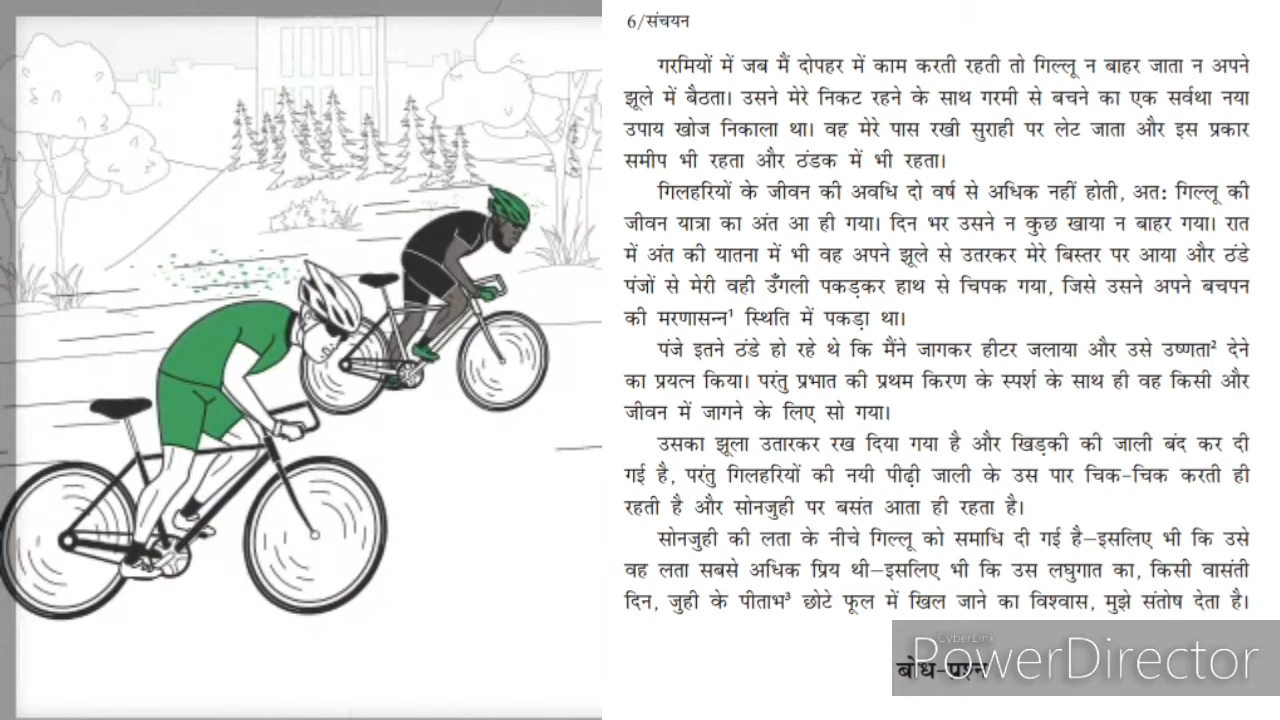 6/संचयन
गरमियों में जब मैं दोपहर में काम करती रहती तो गिल्लू न बाहर जाता न अपने
झूले में बैठता। उसने मेरे निकट रहने के साथ गरमी से बचने का एक सर्वथा नया
उपाय खोज निकाला था। वह मेरे पास रखी सुराही पर लेट जाता और इस प्रकार
समीप भी रहता और ठंडक में भी रहता।
गिलहरियों के जीवन की अवधि दो वर्ष से अधिक नहीं होती, अतः गिल्लू की
जीवन यात्रा का अंत आ ही गया। दिन भर उसने न कुछ खाया न बाहर गया। रात
में अंत की यातना में भी वह अपने झूले से उतरकर मेरे बिस्तर पर आया और ठंडे
पंजों से मेरी वही उँगली पकड़कर हाथ से चिपक गया, जिसे उसने अपने बचपन
की मरणासन्न¹ स्थिति में पकड़ा था।
पंजे इतने ठंडे हो रहे थे कि मैंने जागकर हीटर जलाया और उसे उष्णता² देने
का प्रयत्न किया। परंतु प्रभात की प्रथम किरण के स्पर्श के साथ ही वह किसी और
जीवन में जागने के लिए सो गया।
उसका झूला उतारकर रख दिया गया है और खिड़की की जाली बंद कर दी
गई है, परंतु गिलहरियों की नयी पीढ़ी जाली के उस पार चिक-चिक करती ही
रहती है और सोनजुही पर बसंत आता ही रहता है।
सोनजुही की लता के नीचे गिल्लू को समाधि दी गई है–इसलिए भी कि उसे
वह लता सबसे अधिक प्रिय थी–इसलिए भी कि उस लघुगात का, किसी वासंती
दिन, जुही के पीताभ³ छोटे फूल में खिल जाने का विश्वास, मुझे संतोष देता है।
CyberLink
PowerDirector
बोध-प्रश्न